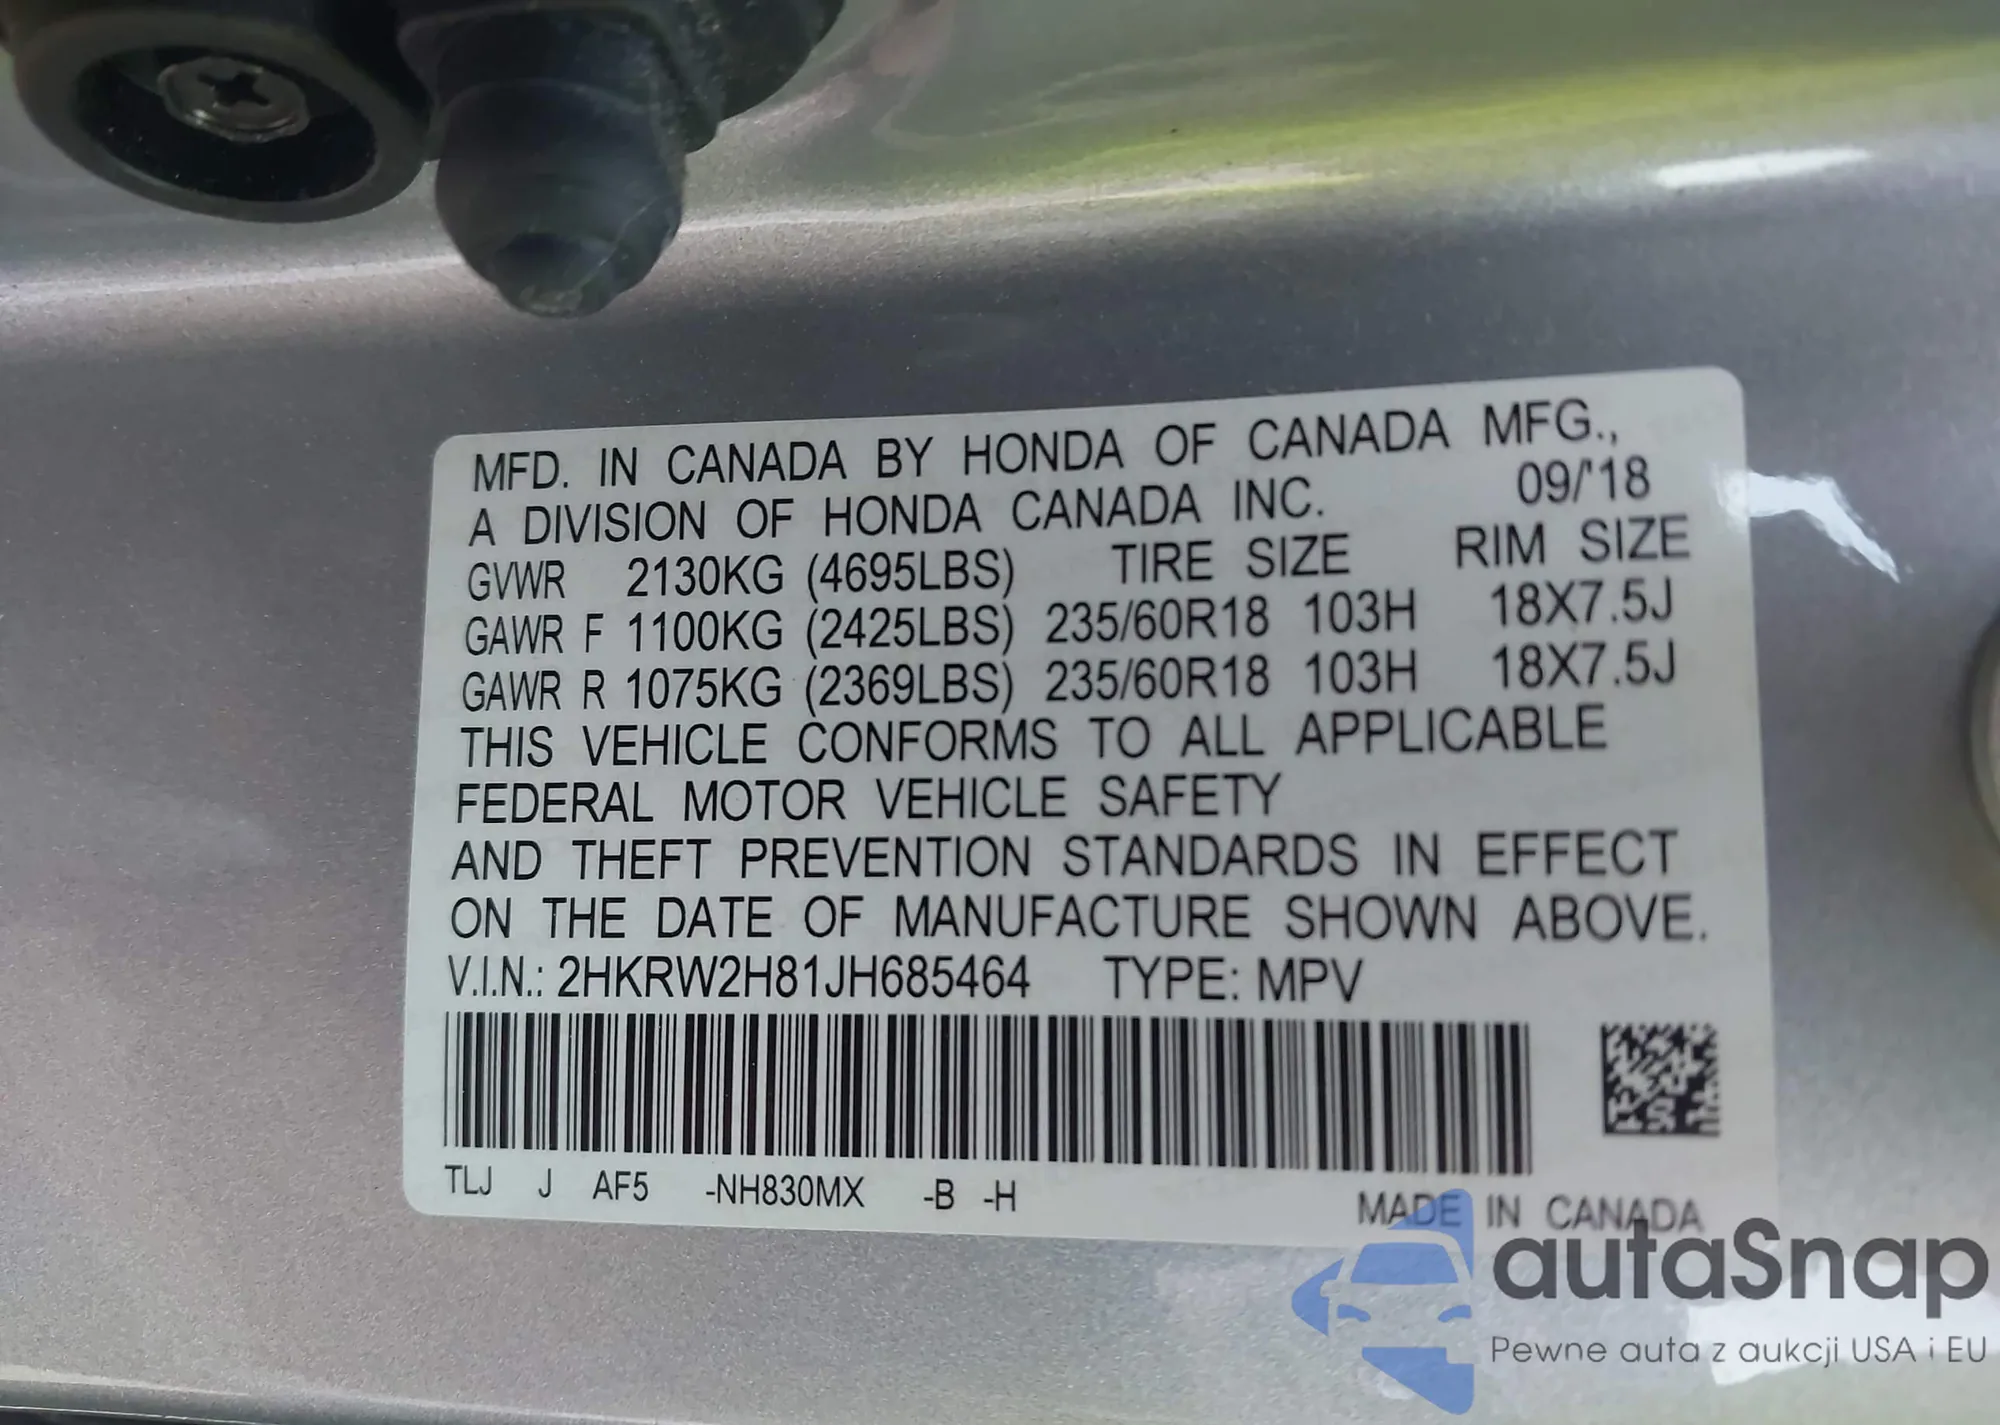 MFD. IN CANADA BY HONDA OF CANADA MFG.,
A DIVISION OF HONDA CANADA INC. 09/'18
GVWR 2130KG (4695LBS) TIRE SIZE RIM SIZE
GAWR F 1100KG (2425LBS) 235/60R18 103H 18X7.5J
GAWR R 1075KG (2369LBS) 235/60R18 103H 18X7.5J
THIS VEHICLE CONFORMS TO ALL APPLICABLE
FEDERAL MOTOR VEHICLE SAFETY
AND THEFT PREVENTION STANDARDS IN EFFECT
ON THE DATE OF MANUFACTURE SHOWN ABOVE.
V.I.N.: 2HKRW2H81JH685464 TYPE: MPV
TLJ J AF5 -NH830MX -B -H MADE IN CANADA
autaSnap
Pewne auta z aukcji USA i EU